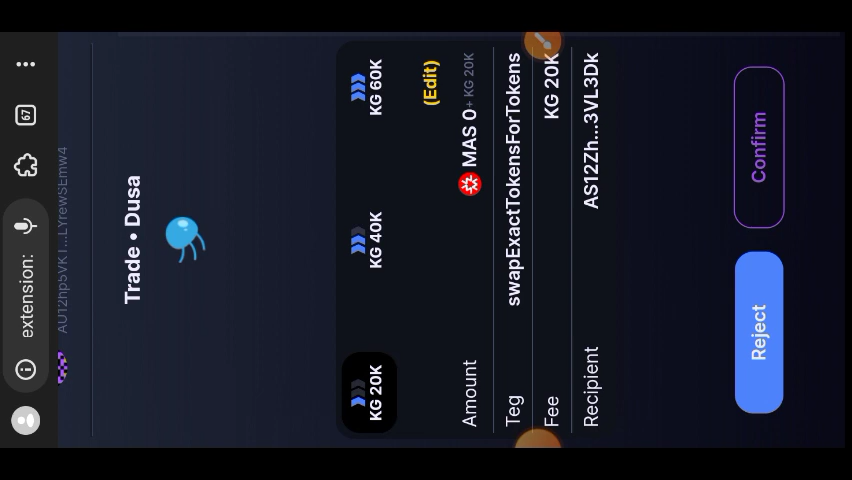 extension:
67
AU12hp5VK1...LYrewSEmw4
Trade • Dusa
KG 20K
KG 40K
KG 60K
(Edit)
Amount MAS 0 + KG 20K
Teg swapExactTokensForTokens
Fee KG 20K
Recipient AS12Zh...3VL3Dk
Reject
Confirm